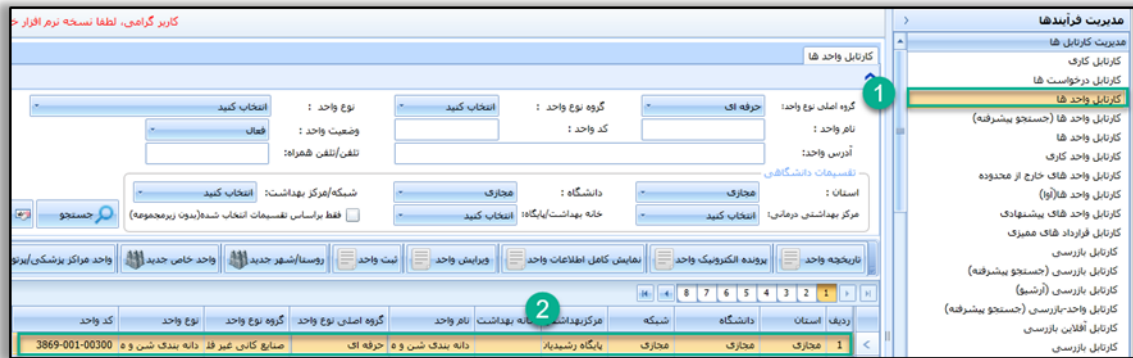 کاربر گرامی، لطفا نسخه نرم افزار
مدیریت فرآیندها
مدیریت کارتابل ها
کارتابل کاری
کارتابل درخواست ها
کارتابل واحد ها
کارتابل واحد ها (جستجو پیشرفته)
کارتابل واحد ها
کارتابل واحد کاری
کارتابل واحد های خارج از محدوده
کارتابل واحد ها(آوا)
کارتابل واحد های پیشنهادی
کارتابل قرارداد های ممیزی
کارتابل بازرسی
کارتابل بازرسی (جستجو پیشرفته)
کارتابل بازرسی (آرشیو)
کارتابل واحد-بازرسی (جستجو پیشرفته)
کارتابل آفلاین بازرسی
کارتابل بازرسی
1
کارتابل واحد ها
گروه اصلی نوع واحد: حرفه ای گروه نوع واحد : انتخاب کنید نوع واحد : انتخاب کنید
نام واحد : کد واحد : وضعیت واحد : فعال
آدرس واحد: تلفن/تلفن همراه:
تقسیمات دانشگاهی
استان : مجازی دانشگاه : مجازی شبکه/مرکز بهداشت: انتخاب کنید
مرکز بهداشتی درمانی: انتخاب کنید خانه بهداشت/پایگاه: انتخاب کنید فقط براساس تقسیمات انتخاب شده(بدون زیرمجموعه) جستجو
تاریخچه واحد پرونده الکترونیک واحد نمایش کامل اطلاعات واحد ویرایش واحد ثبت واحد روستا/شهر جدید واحد خاص جدید واحد مراکز پزشکی/پرتو
1 2 3 4 5 6 7 8
2
ردیف استان دانشگاه شبکه مرکزبهداشت خانه بهداشت نام واحد گروه اصلی نوع واحد گروه نوع واحد نوع واحد کد واحد
1 مجازی مجازی مجازی پایگاه رشیدیا دانه بندی شن و م حرفه ای صنایع کانی غیر فل دانه بندی شن و م 3869-001-00300